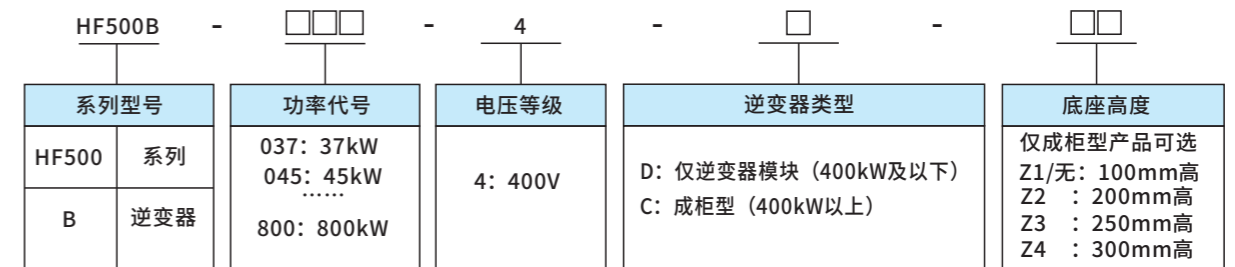 HF500B - □□□ - 4 - □ - □□
系列型号 功率代号 电压等级 逆变器类型 底座高度
HF500 系列
B 逆变器
037：37kW
045：45kW
……
800：800kW
4：400V
D：仅逆变器模块（400kW及以下）
C：成柜型（400kW以上）
仅成柜型产品可选
Z1/无：100mm高
Z2 ：200mm高
Z3 ：250mm高
Z4 ：300mm高